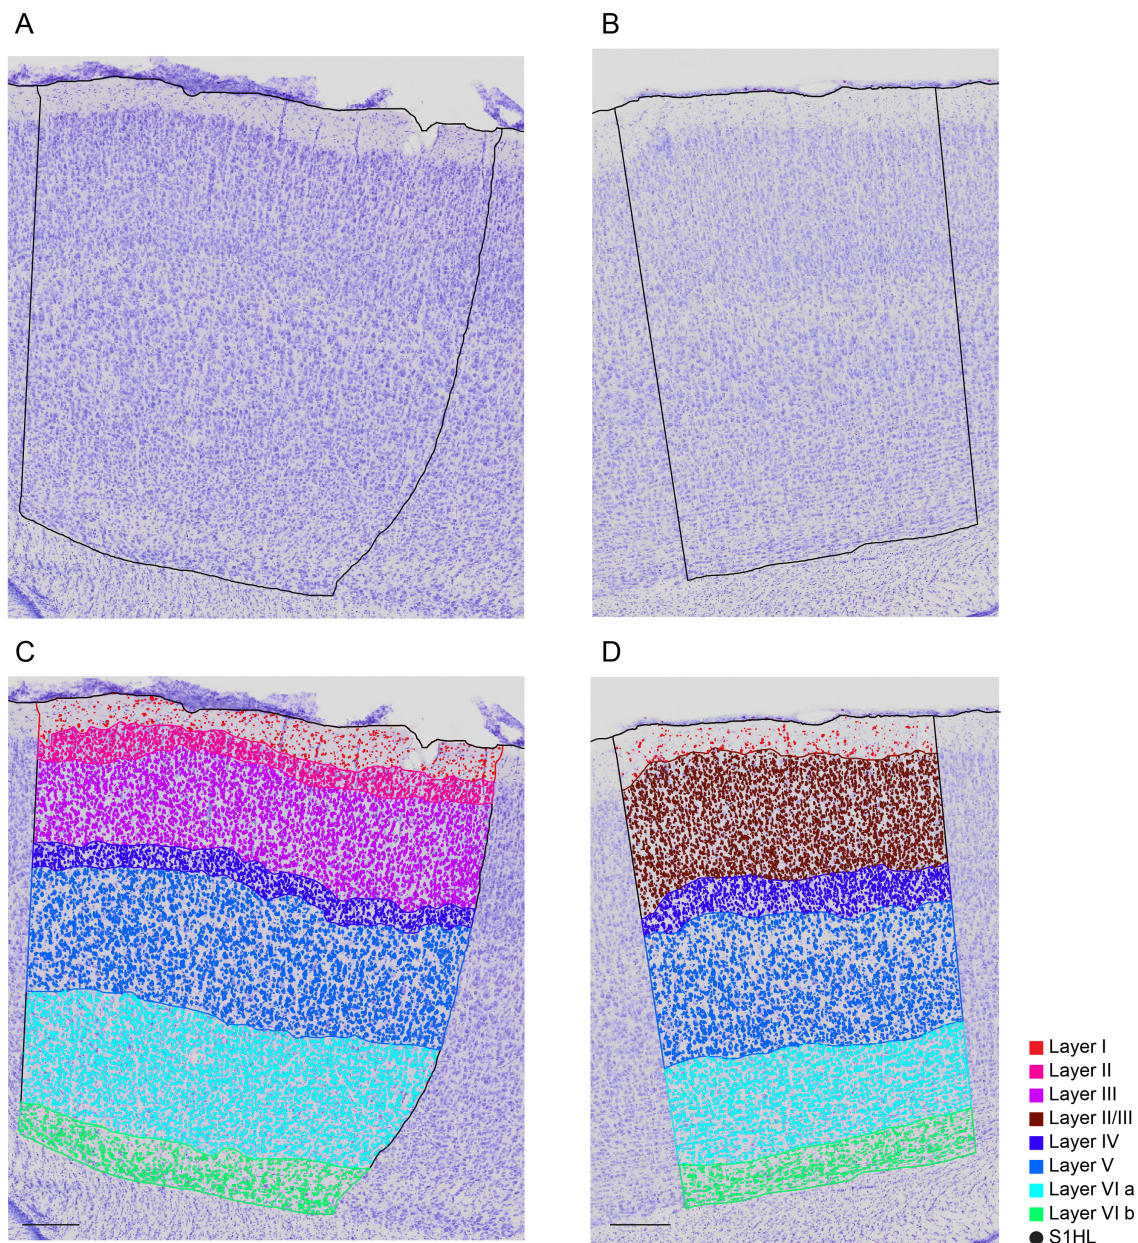 A
B
C
D
Layer I
Layer II
Layer III
Layer II/III
Layer IV
Layer V
Layer VI a
Layer VI b
S1HL